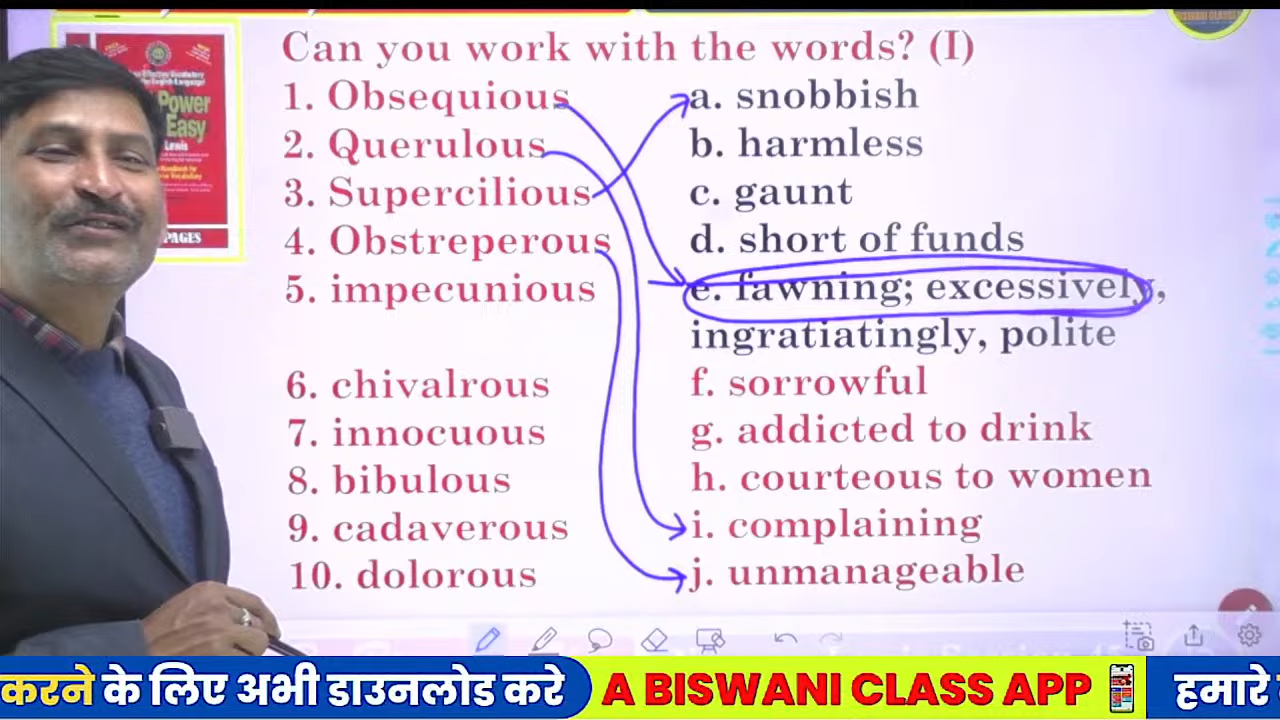 Can you work with the words? (I)
1. Obsequious
2. Querulous
3. Supercilious
4. Obstreperous
5. impecunious
6. chivalrous
7. innocuous
8. bibulous
9. cadaverous
10. dolorous
a. snobbish
b. harmless
c. gaunt
d. short of funds
e. fawning; excessively,
ingratiatingly, polite
f. sorrowful
g. addicted to drink
h. courteous to women
i. complaining
j. unmanageable
Power
Easy
Lewis
PAGES
करने के लिए अभी डाउनलोड करे
A BISWANI CLASS APP
हमारे